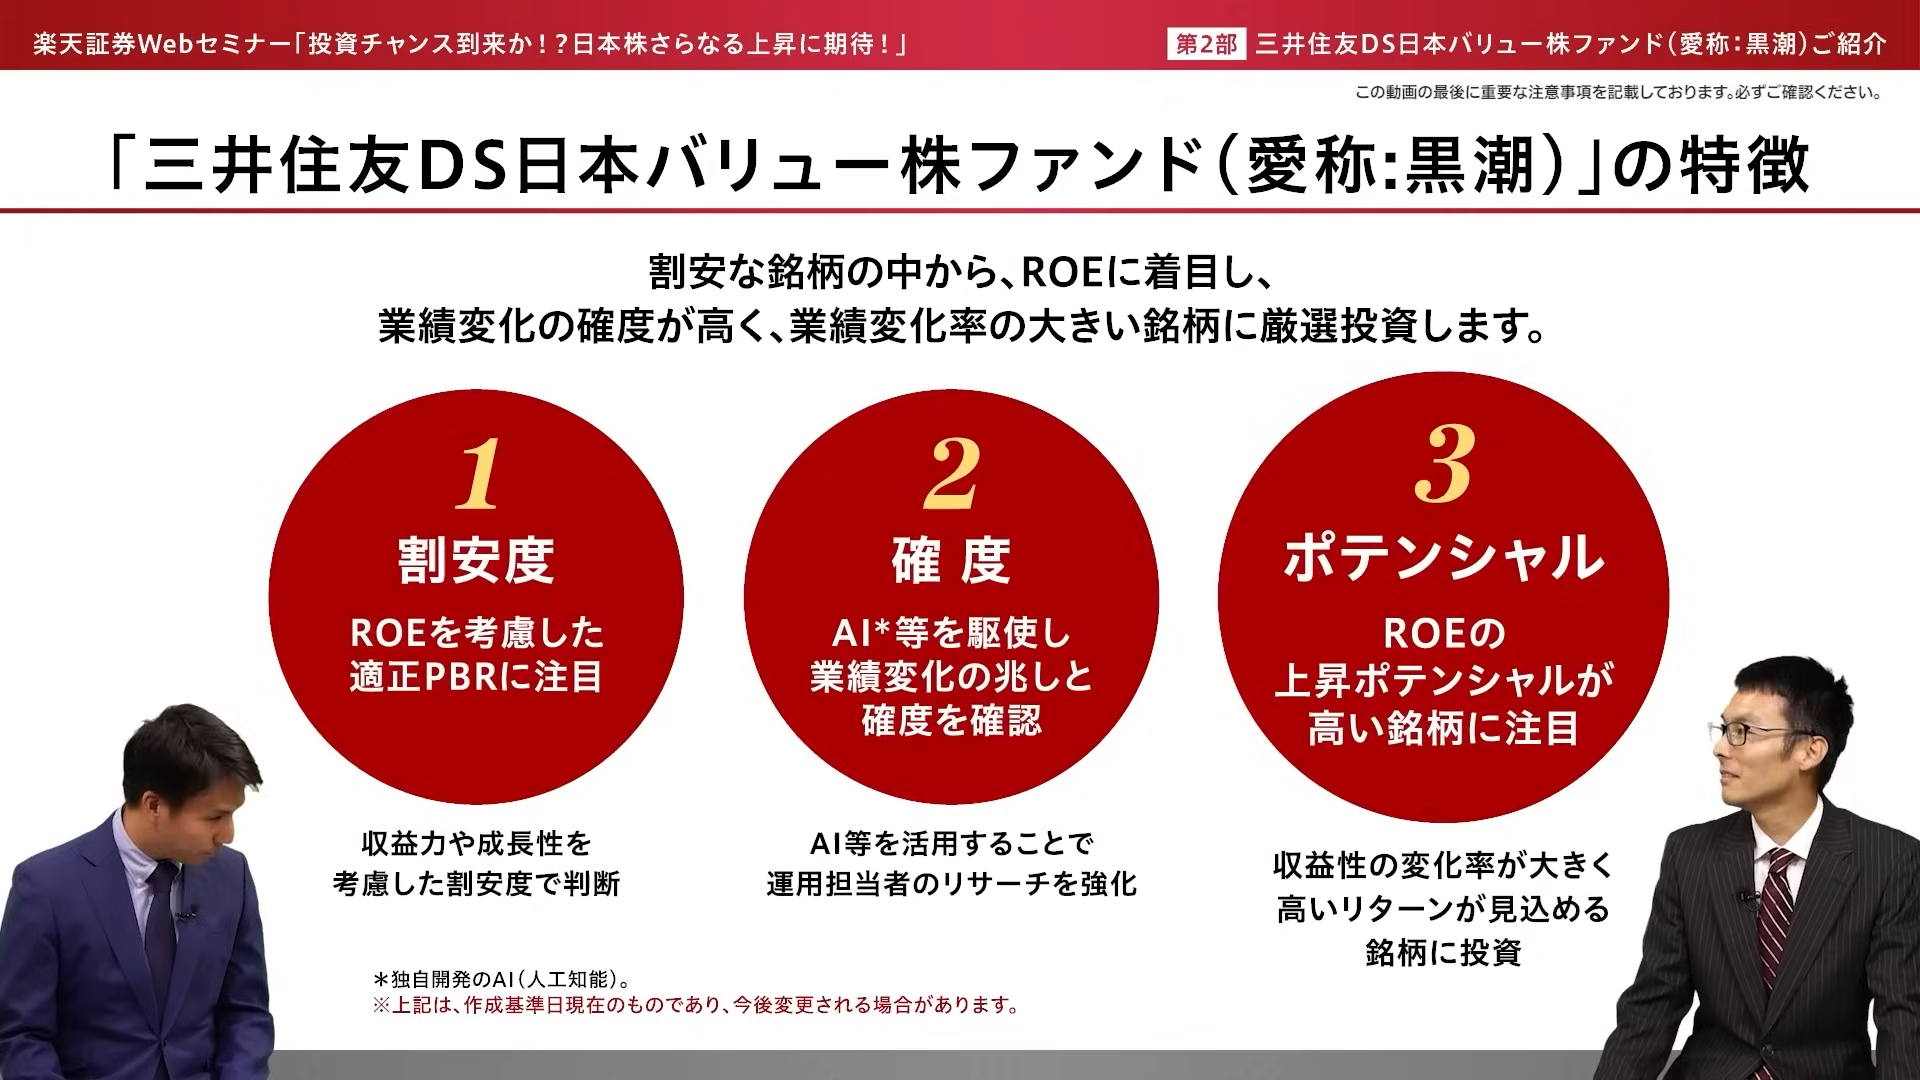 楽天証券Webセミナー「投資チャンス到来か！？日本株さらなる上昇に期待！」
第2部 三井住友DS日本バリュー株ファンド（愛称：黒潮）ご紹介
この動画の最後に重要な注意事項を記載しております。必ずご確認ください。
「三井住友DS日本バリュー株ファンド（愛称:黒潮）」の特徴
割安な銘柄の中から、ROEに着目し、
業績変化の確度が高く、業績変化率の大きい銘柄に厳選投資します。
1
割安度
ROEを考慮した
適正PBRに注目
収益力や成長性を
考慮した割安度で判断
2
確 度
AI*等を駆使し
業績変化の兆しと
確度を確認
AI等を活用することで
運用担当者のリサーチを強化
3
ポテンシャル
ROEの
上昇ポテンシャルが
高い銘柄に注目
収益性の変化率が大きく
高いリターンが見込める
銘柄に投資
＊独自開発のAI（人工知能）。
※上記は、作成基準日現在のものであり、今後変更される場合があります。